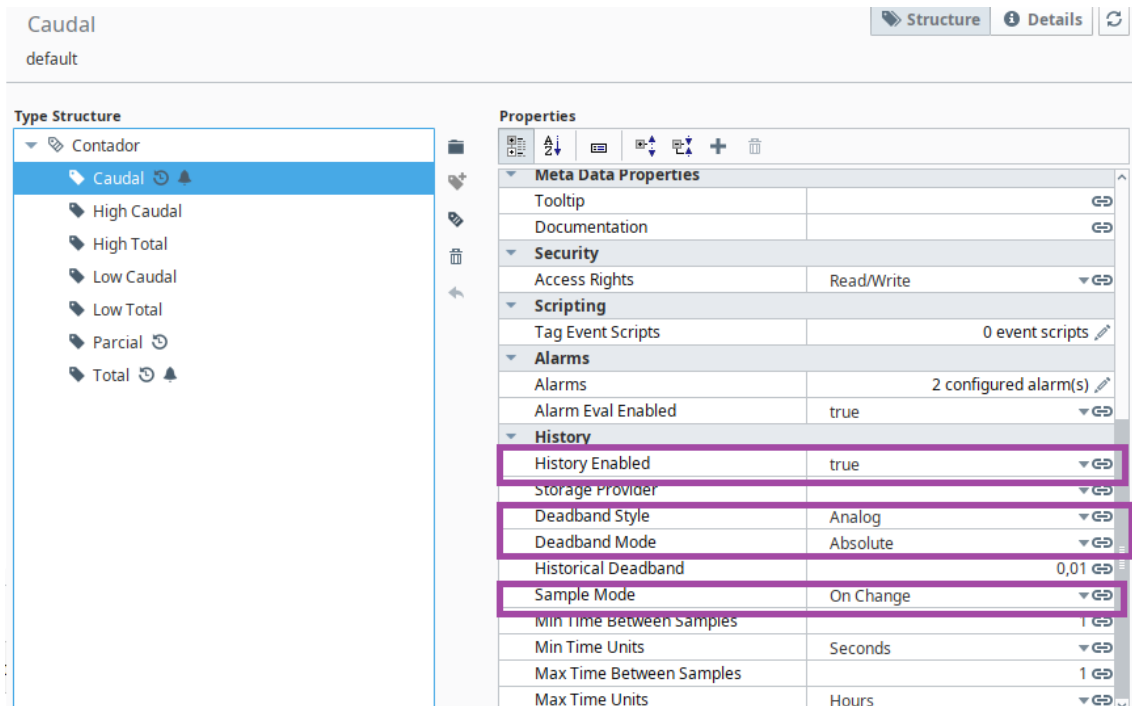 Caudal
Structure
Details
default
Type Structure
Contador
Caudal
High Caudal
High Total
Low Caudal
Low Total
Parcial
Total
Properties
Meta Data Properties
Tooltip
Documentation
Security
Access Rights Read/Write
Scripting
Tag Event Scripts 0 event scripts
Alarms
Alarms 2 configured alarm(s)
Alarm Eval Enabled true
History
History Enabled true
Storage Provider
Deadband Style Analog
Deadband Mode Absolute
Historical Deadband 0,01
Sample Mode On Change
Min Time Between Samples 1
Min Time Units Seconds
Max Time Between Samples 1
Max Time Units Hours